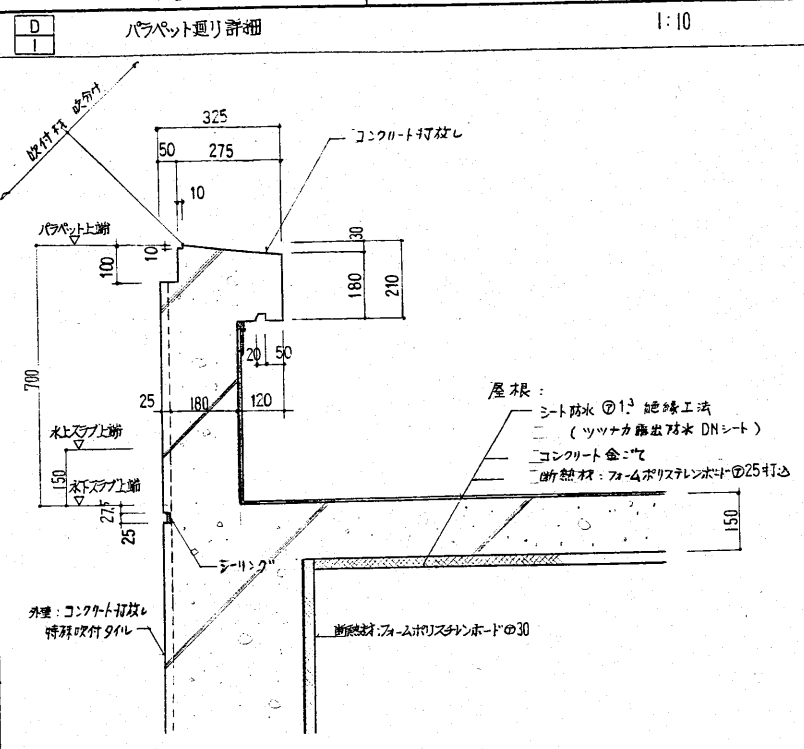 D
1
パラペット廻り詳細
1:10
吹付材 吹分け
325
50
275
コンクリート打放し
10
パラペット上端
10
100
30
180
210
20
50
700
25
180
120
水上スラブ上端
150
水下スラブ上端
27.5
25
シーリング
屋根:
シート防水 ㋐1.3 絶縁工法
(ツツナカ露出防水 DNシート)
コンクリート金ごて
断熱材:フォームポリスチレンボード㋐25打込
150
外壁:コンクリート打放し
特殊吹付タイル
断熱材:フォームポリスチレンボード㋐30